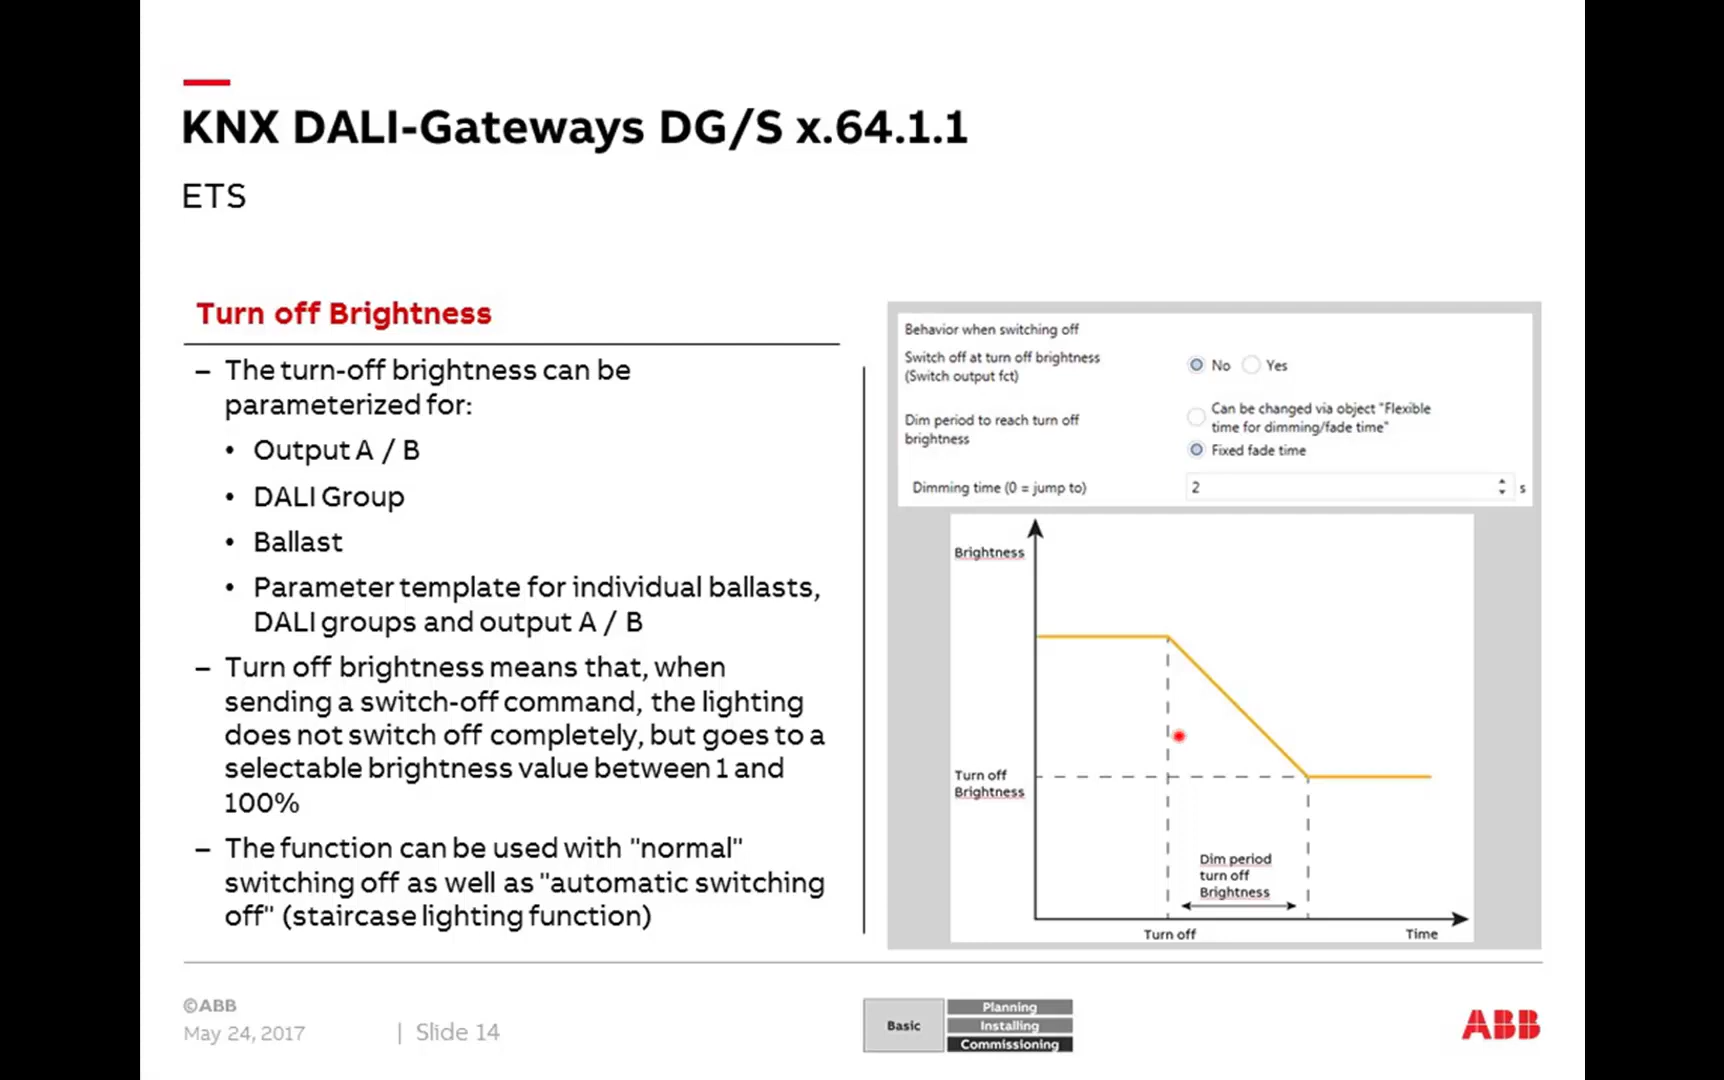 KNX DALI-Gateways DG/S x.64.1.1
ETS
Turn off Brightness
– The turn-off brightness can be
parameterized for:
• Output A / B
• DALI Group
• Ballast
• Parameter template for individual ballasts,
DALI groups and output A / B
– Turn off brightness means that, when
sending a switch-off command, the lighting
does not switch off completely, but goes to a
selectable brightness value between 1 and
100%
– The function can be used with "normal"
switching off as well as "automatic switching
off" (staircase lighting function)
Behavior when switching off
Switch off at turn off brightness
(Switch output fct)
No Yes
Dim period to reach turn off
brightness
Can be changed via object "Flexible
time for dimming/fade time"
Fixed fade time
Dimming time (0 = jump to)
2 s
Brightness
Turn off
Brightness
Dim period
turn off
Brightness
Turn off
Time
©ABB
May 24, 2017 | Slide 14
Basic
Planning
Installing
Commissioning
ABB